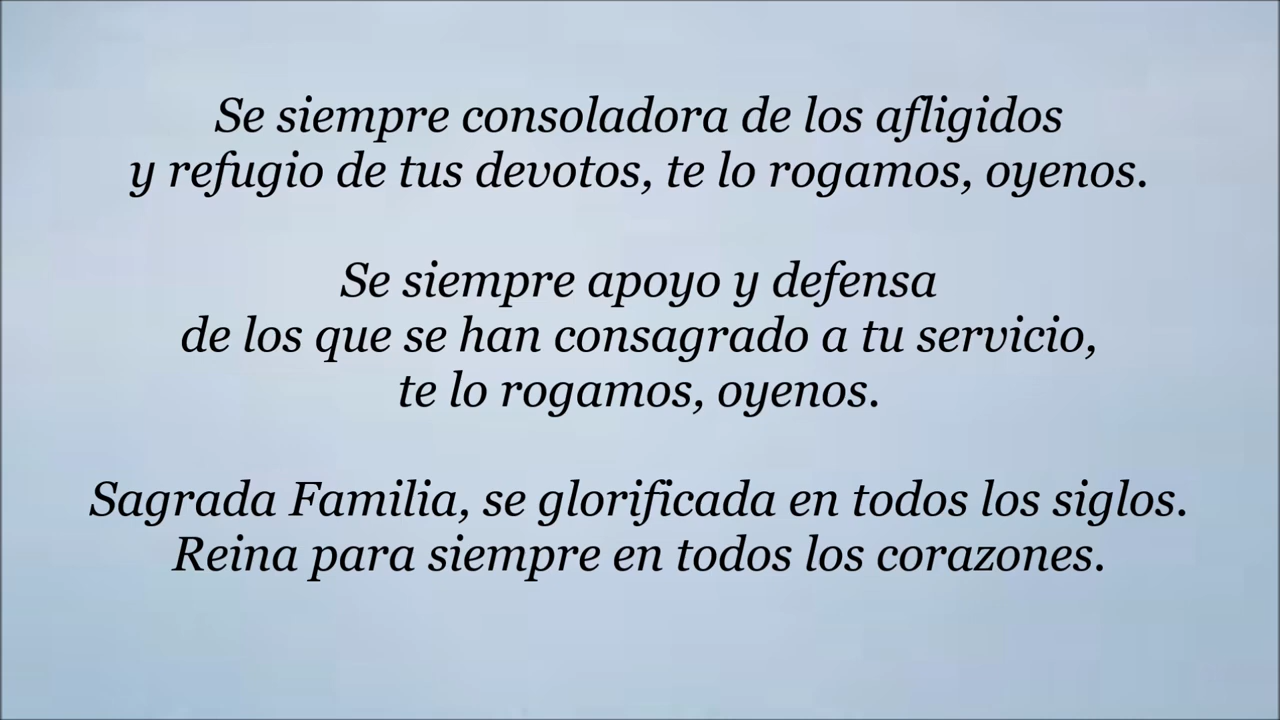 Se siempre consoladora de los afligidos
y refugio de tus devotos, te lo rogamos, oyenos.
Se siempre apoyo y defensa
de los que se han consagrado a tu servicio,
te lo rogamos, oyenos.
Sagrada Familia, se glorificada en todos los siglos.
Reina para siempre en todos los corazones.